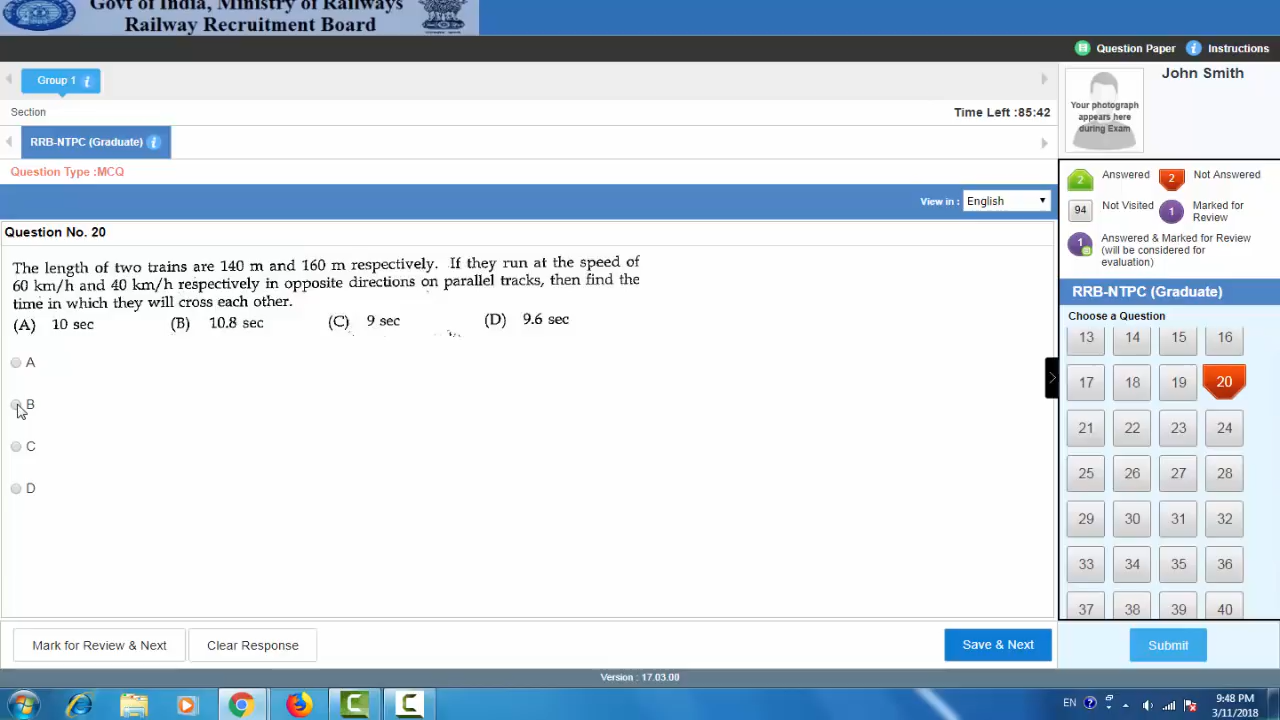 Govt of India, Ministry of Railways
Railway Recruitment Board
Question Paper
Instructions
Group 1
John Smith
Your photograph
appears here
during Exam
Section
Time Left :85:42
RRB-NTPC (Graduate)
Question Type :MCQ
View in :
English
2
Answered
2
Not Answered
94
Not Visited
1
Marked for
Review
1
Answered & Marked for Review
(will be considered for
evaluation)
Question No. 20
The length of two trains are 140 m and 160 m respectively. If they run at the speed of
60 km/h and 40 km/h respectively in opposite directions on parallel tracks, then find the
time in which they will cross each other.
(A) 10 sec (B) 10.8 sec (C) 9 sec (D) 9.6 sec
A
B
C
D
RRB-NTPC (Graduate)
Choose a Question
13 14 15 16
17 18 19 20
21 22 23 24
25 26 27 28
29 30 31 32
33 34 35 36
37 38 39 40
Mark for Review & Next
Clear Response
Save & Next
Submit
Version : 17.03.00
EN
9:48 PM
3/11/2018